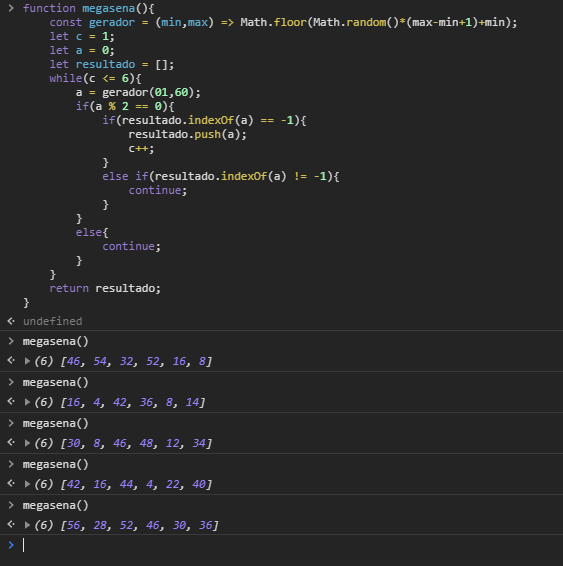 function megasena(){
const gerador = (min,max) => Math.floor(Math.random()*(max-min+1)+min);
let c = 1;
let a = 0;
let resultado = [];
while(c <= 6){
a = gerador(01,60);
if(a % 2 == 0){
if(resultado.indexOf(a) == -1){
resultado.push(a);
c++;
}
else if(resultado.indexOf(a) != -1){
continue;
}
}
else{
continue;
}
}
return resultado;
}
undefined
megasena()
(6) [46, 54, 32, 52, 16, 8]
megasena()
(6) [16, 4, 42, 36, 8, 14]
megasena()
(6) [30, 8, 46, 48, 12, 34]
megasena()
(6) [42, 16, 44, 4, 22, 40]
megasena()
(6) [56, 28, 52, 46, 30, 36]